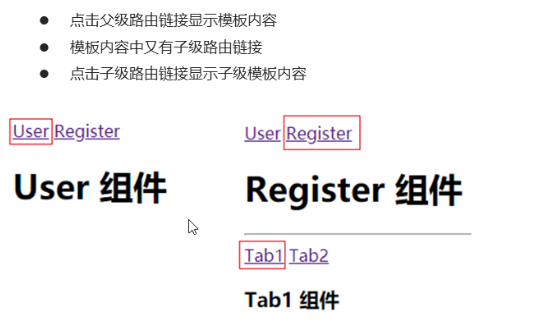 ● 点击父级路由链接显示模板内容
● 模板内容中又有子级路由链接
● 点击子级路由链接显示子级模板内容
User Register
User 组件
User Register
Register 组件
Tab1 Tab2
Tab1 组件